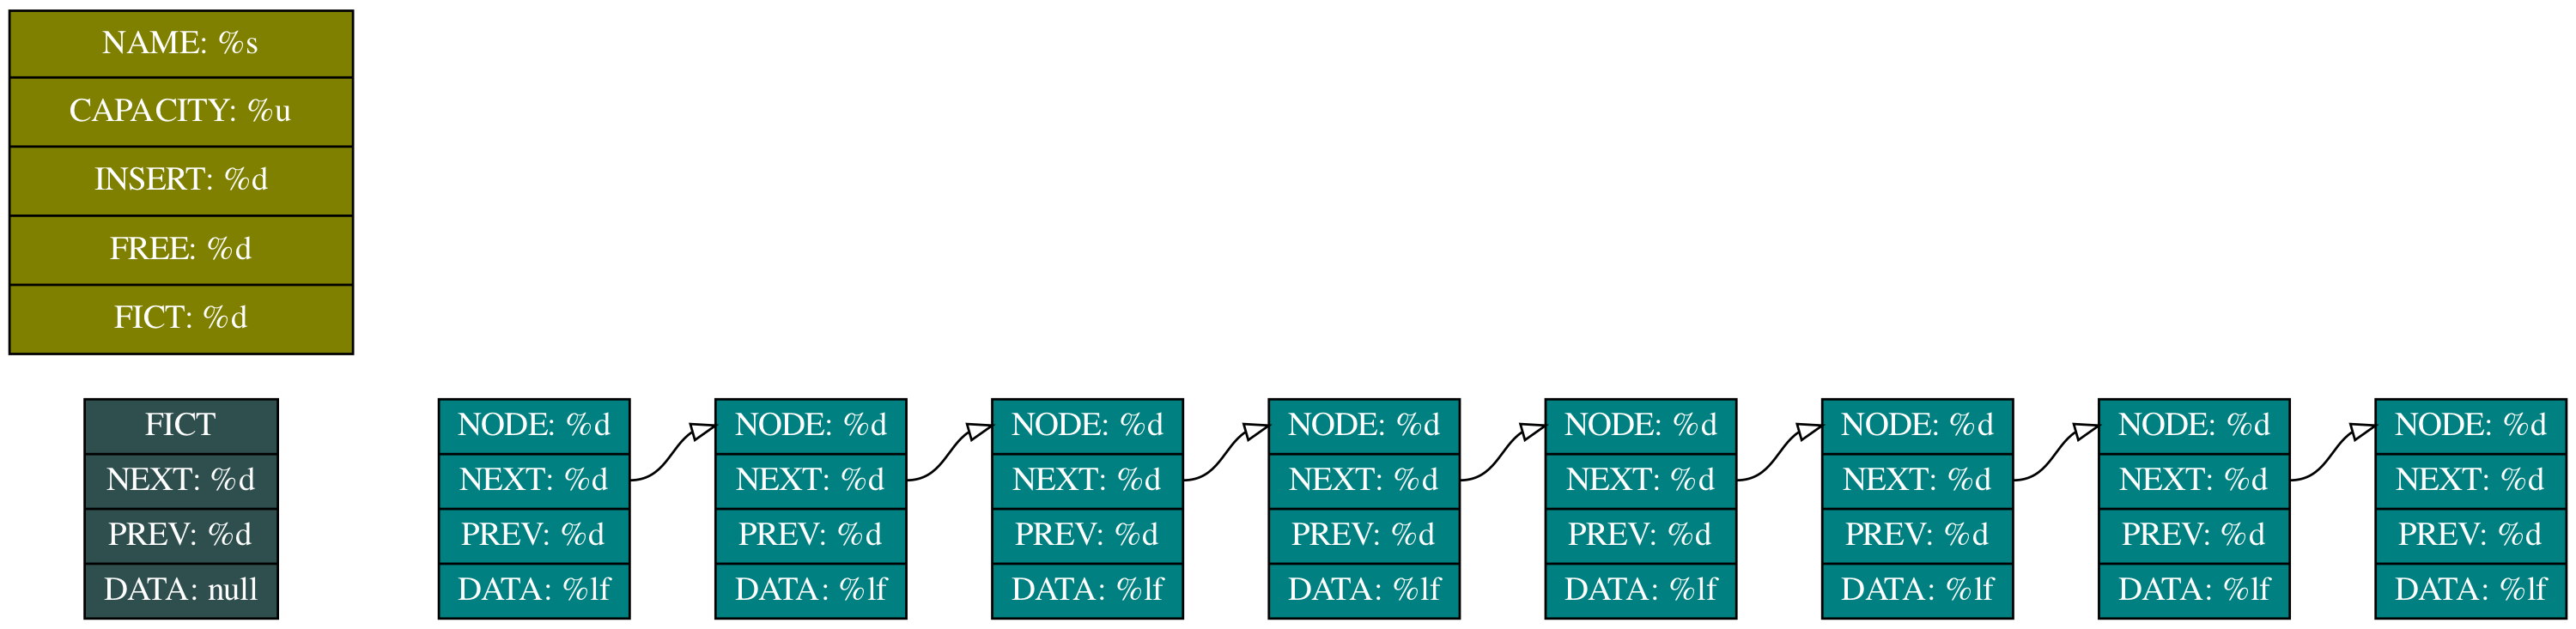 NAME: %s
CAPACITY: %u
INSERT: %d
FREE: %d
FICT: %d
FICT
NEXT: %d
PREV: %d
DATA: null
NODE: %d
NEXT: %d
PREV: %d
DATA: %lf
NODE: %d
NEXT: %d
PREV: %d
DATA: %lf
NODE: %d
NEXT: %d
PREV: %d
DATA: %lf
NODE: %d
NEXT: %d
PREV: %d
DATA: %lf
NODE: %d
NEXT: %d
PREV: %d
DATA: %lf
NODE: %d
NEXT: %d
PREV: %d
DATA: %lf
NODE: %d
NEXT: %d
PREV: %d
DATA: %lf
NODE: %d
NEXT: %d
PREV: %d
DATA: %lf